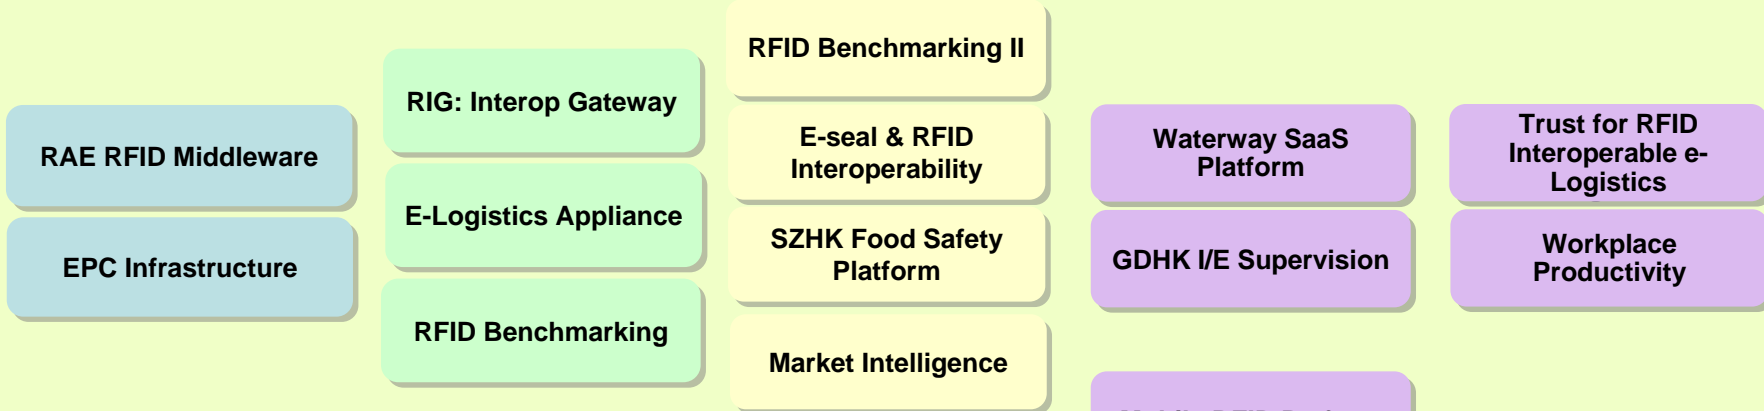 RAE RFID Middleware
EPC Infrastructure
RIG: Interop Gateway
E-Logistics Appliance
RFID Benchmarking
RFID Benchmarking II
E-seal & RFID
Interoperability
SZHK Food Safety
Platform
Market Intelligence
Waterway SaaS
Platform
GDHK I/E Supervision
Trust for RFID
Interoperable e-
Logistics
Workplace
Productivity